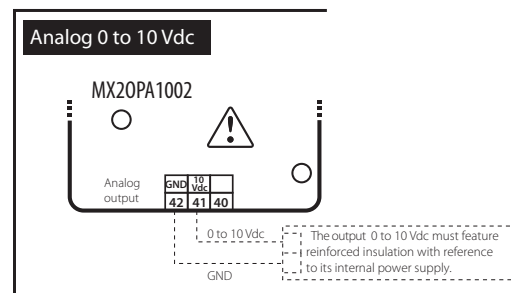 Analog 0 to 10 Vdc
MX2OPA1002
Analog
output
GND 10
Vdc
42 41 40
0 to 10 Vdc
The output 0 to 10 Vdc must feature
reinforced insulation with reference
to its internal power supply.
GND